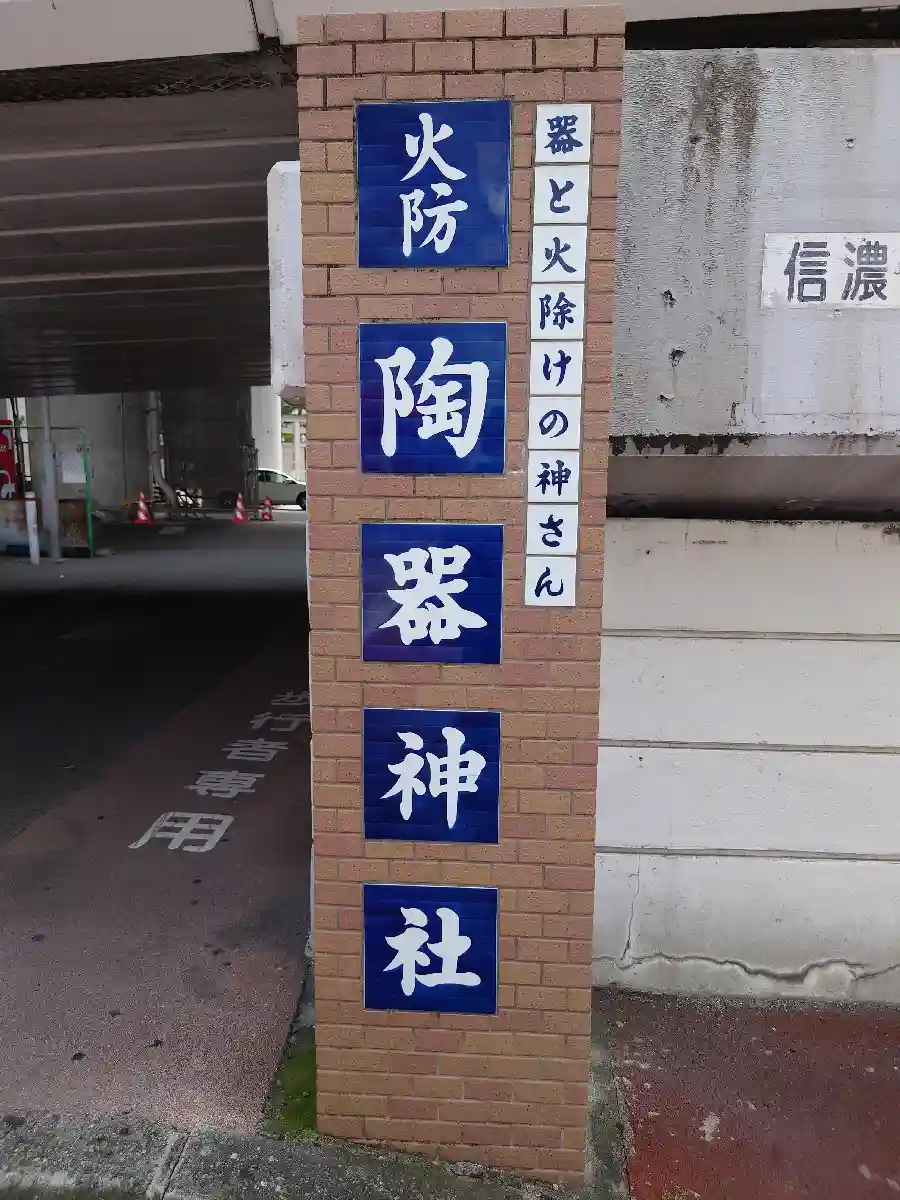 器と火除けの神さん
火防
陶器神社
信濃
歩行者専用